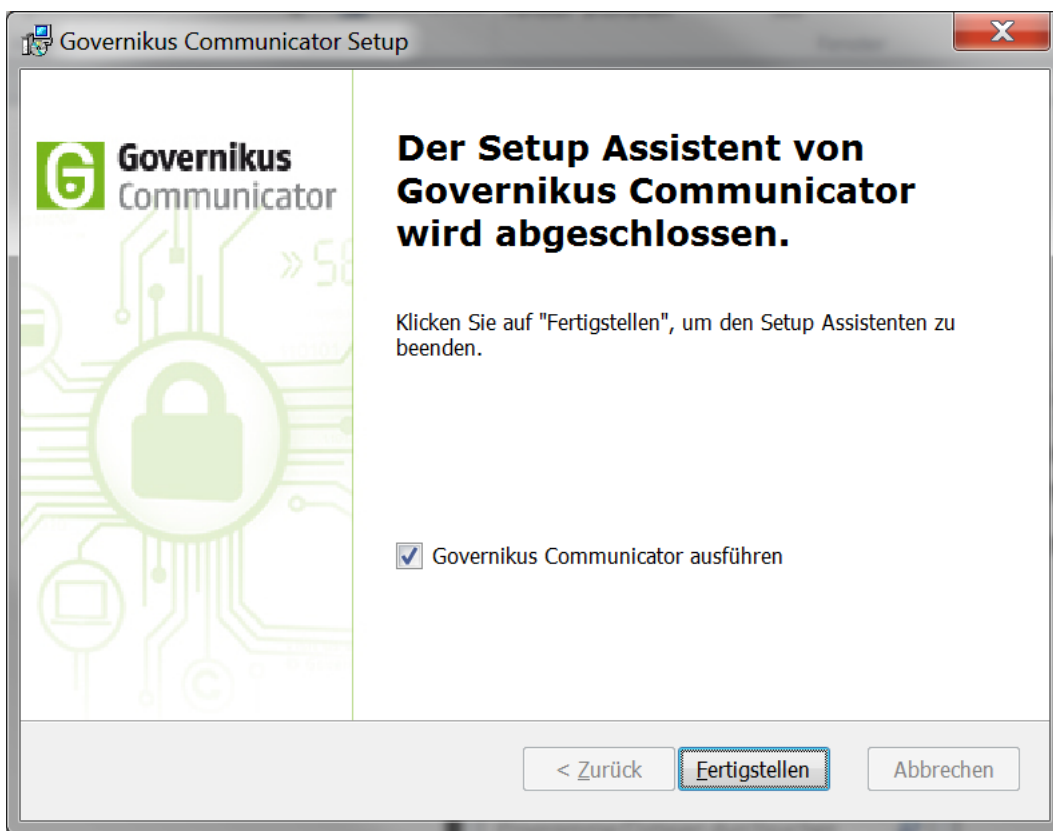 Governikus Communicator Setup
Governikus
Communicator
Der Setup Assistent von
Governikus Communicator
wird abgeschlossen.
Klicken Sie auf "Fertigstellen", um den Setup Assistenten zu
beenden.
Governikus Communicator ausführen
< Zurück
Fertigstellen
Abbrechen